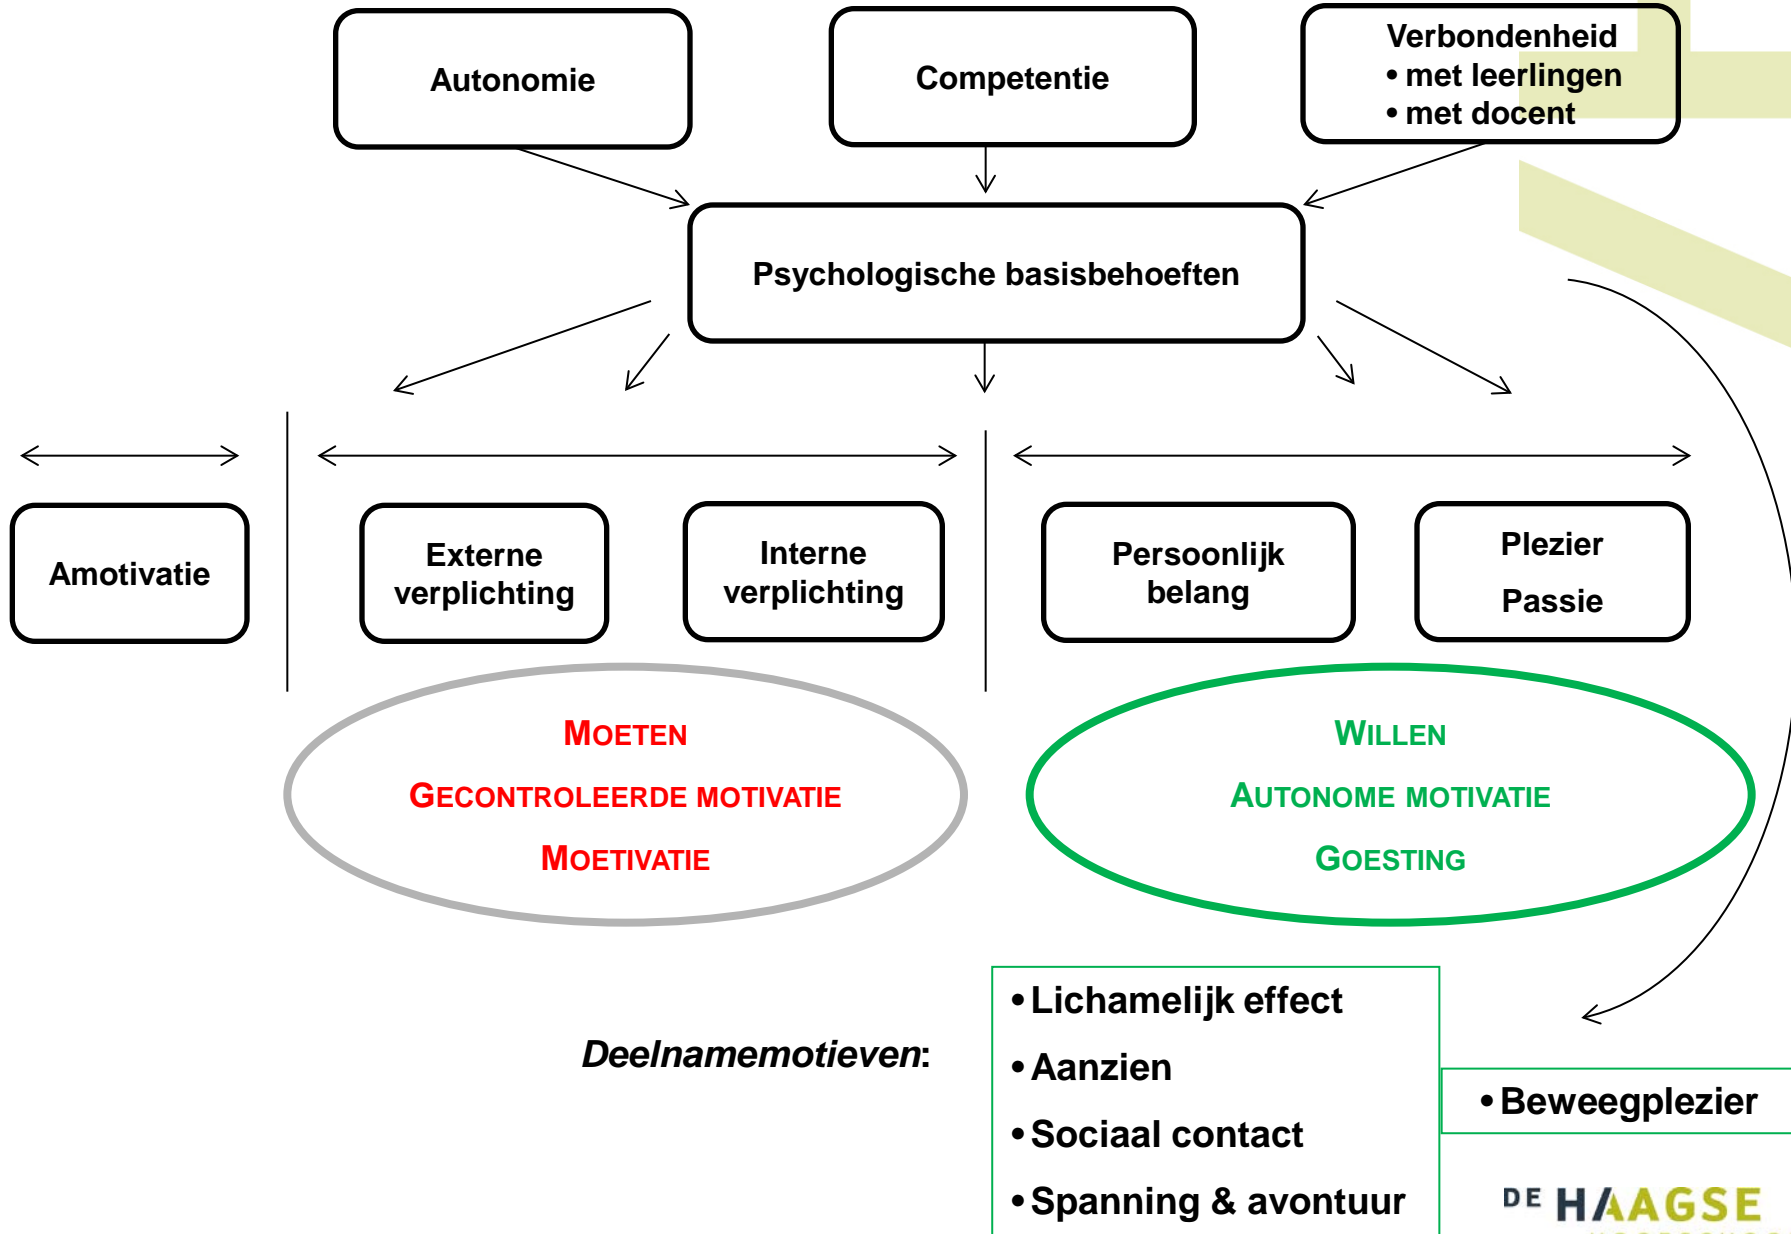 Autonomie
Competentie
Verbondenheid
• met leerlingen
• met docent
Psychologische basisbehoeften
Amotivatie
Externe
verplichting
Interne
verplichting
Persoonlijk
belang
Plezier
Passie
MOETEN
GECONTROLEERDE MOTIVATIE
MOETIVATIE
WILLEN
AUTONOME MOTIVATIE
GOESTING
Deelnamemotieven:
• Lichamelijk effect
• Aanzien
• Sociaal contact
• Spanning & avontuur
• Beweegplezier
DE HAAGSE